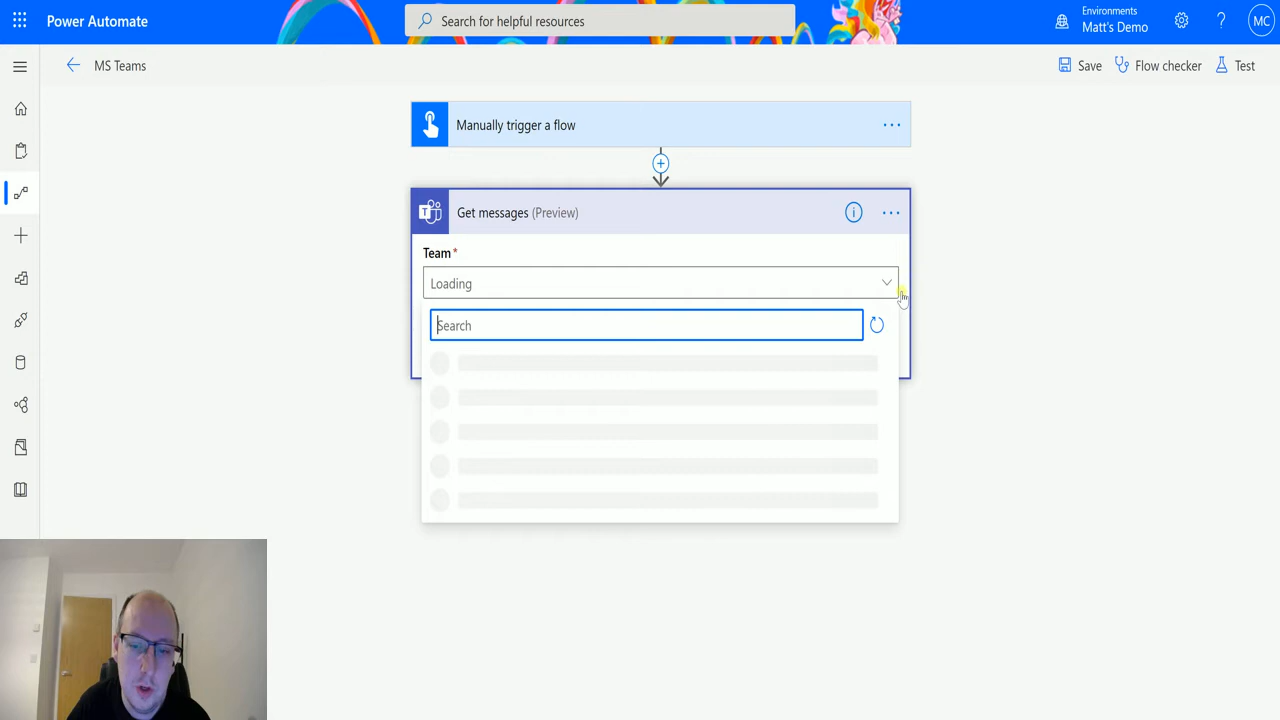 Power Automate
Search for helpful resources
Environments
Matt's Demo
?
MC
MS Teams
Save
Flow checker
Test
Manually trigger a flow
Get messages (Preview)
Team *
Loading
Search